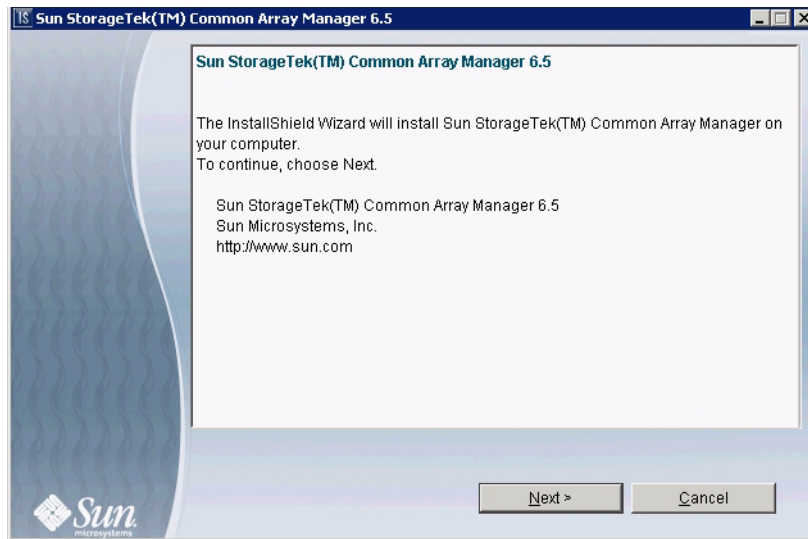 Sun StorageTek(TM) Common Array Manager 6.5
Sun StorageTek(TM) Common Array Manager 6.5
The InstallShield Wizard will install Sun StorageTek(TM) Common Array Manager on
your computer.
To continue, choose Next.
Sun StorageTek(TM) Common Array Manager 6.5
Sun Microsystems, Inc.
http://www.sun.com
Next >
Cancel
Sun
microsystems